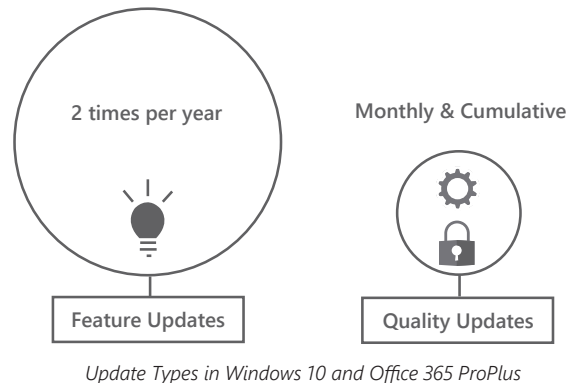 2 times per year
Monthly & Cumulative
Feature Updates
Quality Updates
Update Types in Windows 10 and Office 365 ProPlus